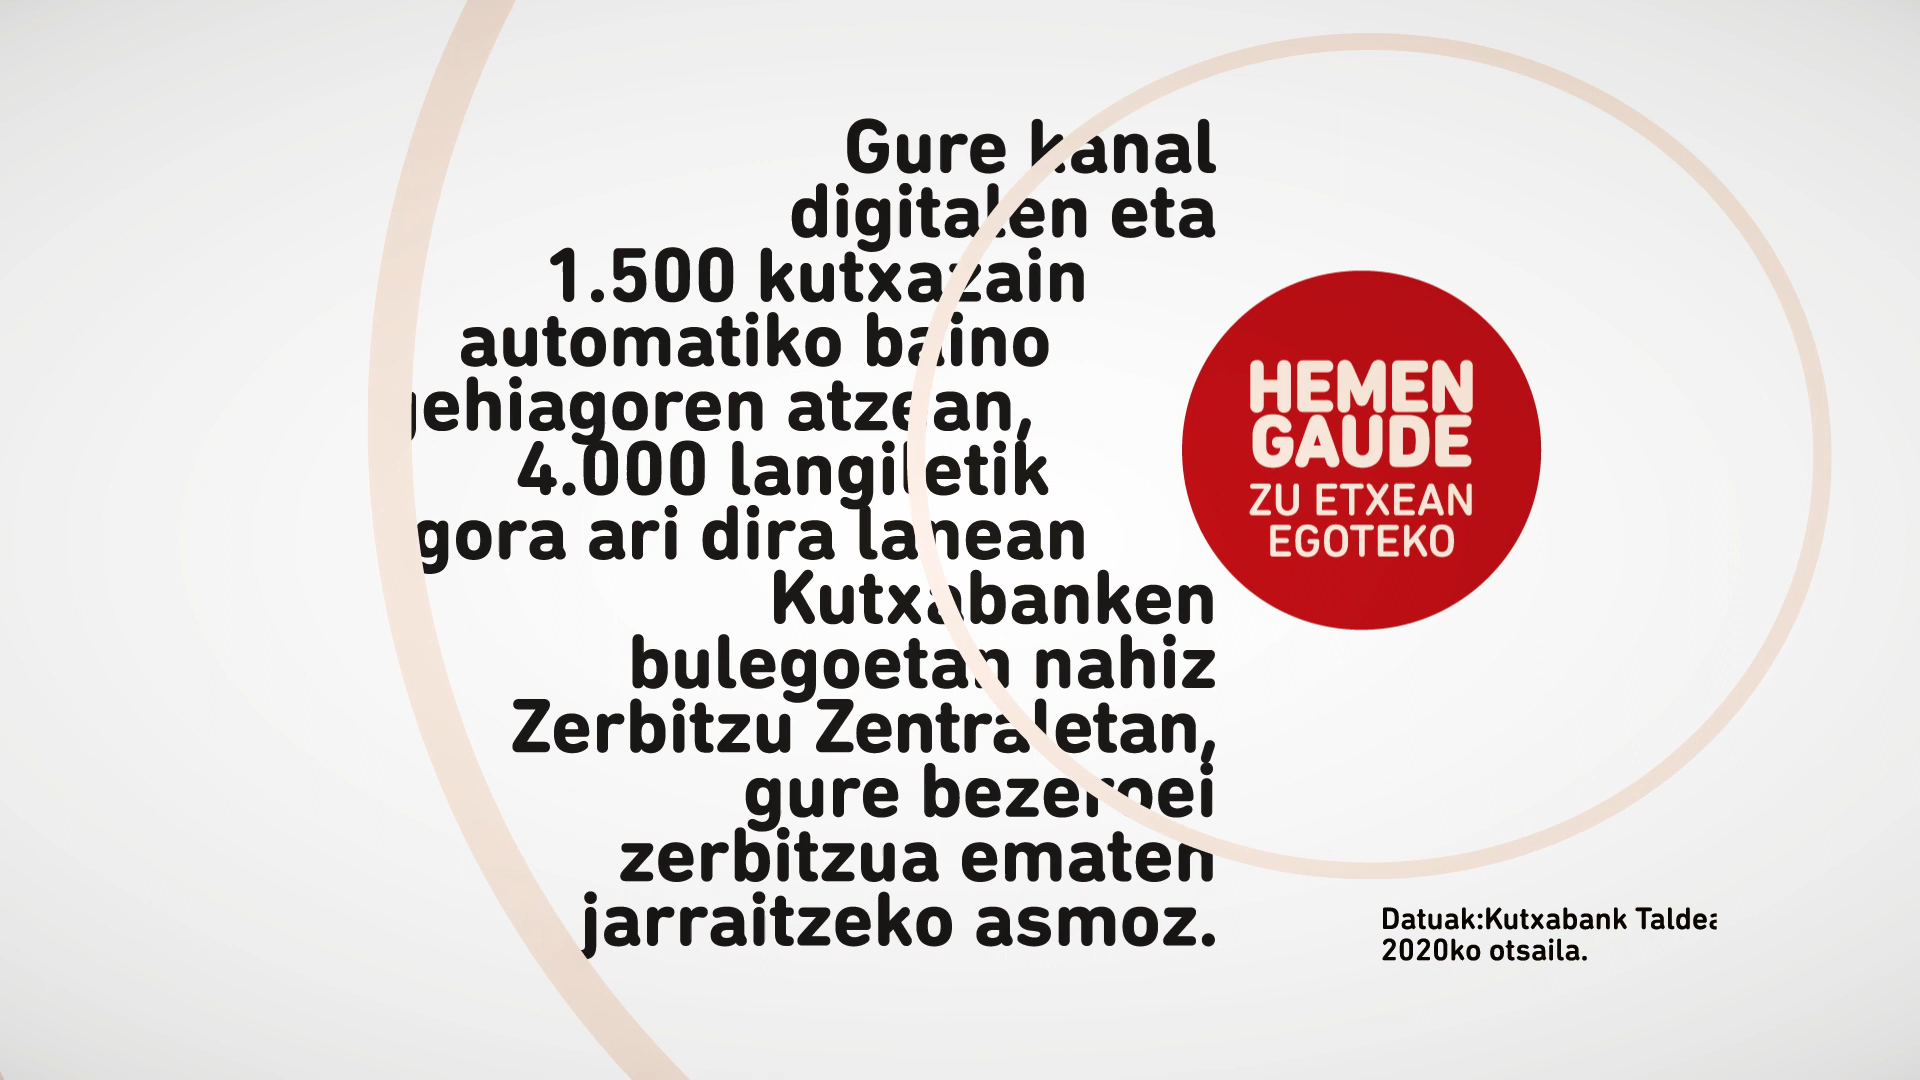 Gure kanal
digitalen eta
1.500 kutxazain
automatiko baino
gehiagoren atzean,
4.000 langiletik
gora ari dira lanean
Kutxabanken
bulegoetan nahiz
Zerbitzu Zentraletan,
gure bezeroei
zerbitzua ematen
jarraitzeko asmoz.
HEMEN
GAUDE
ZU ETXEAN
EGOTEKO
Datuak:Kutxabank Taldea
2020ko otsaila.